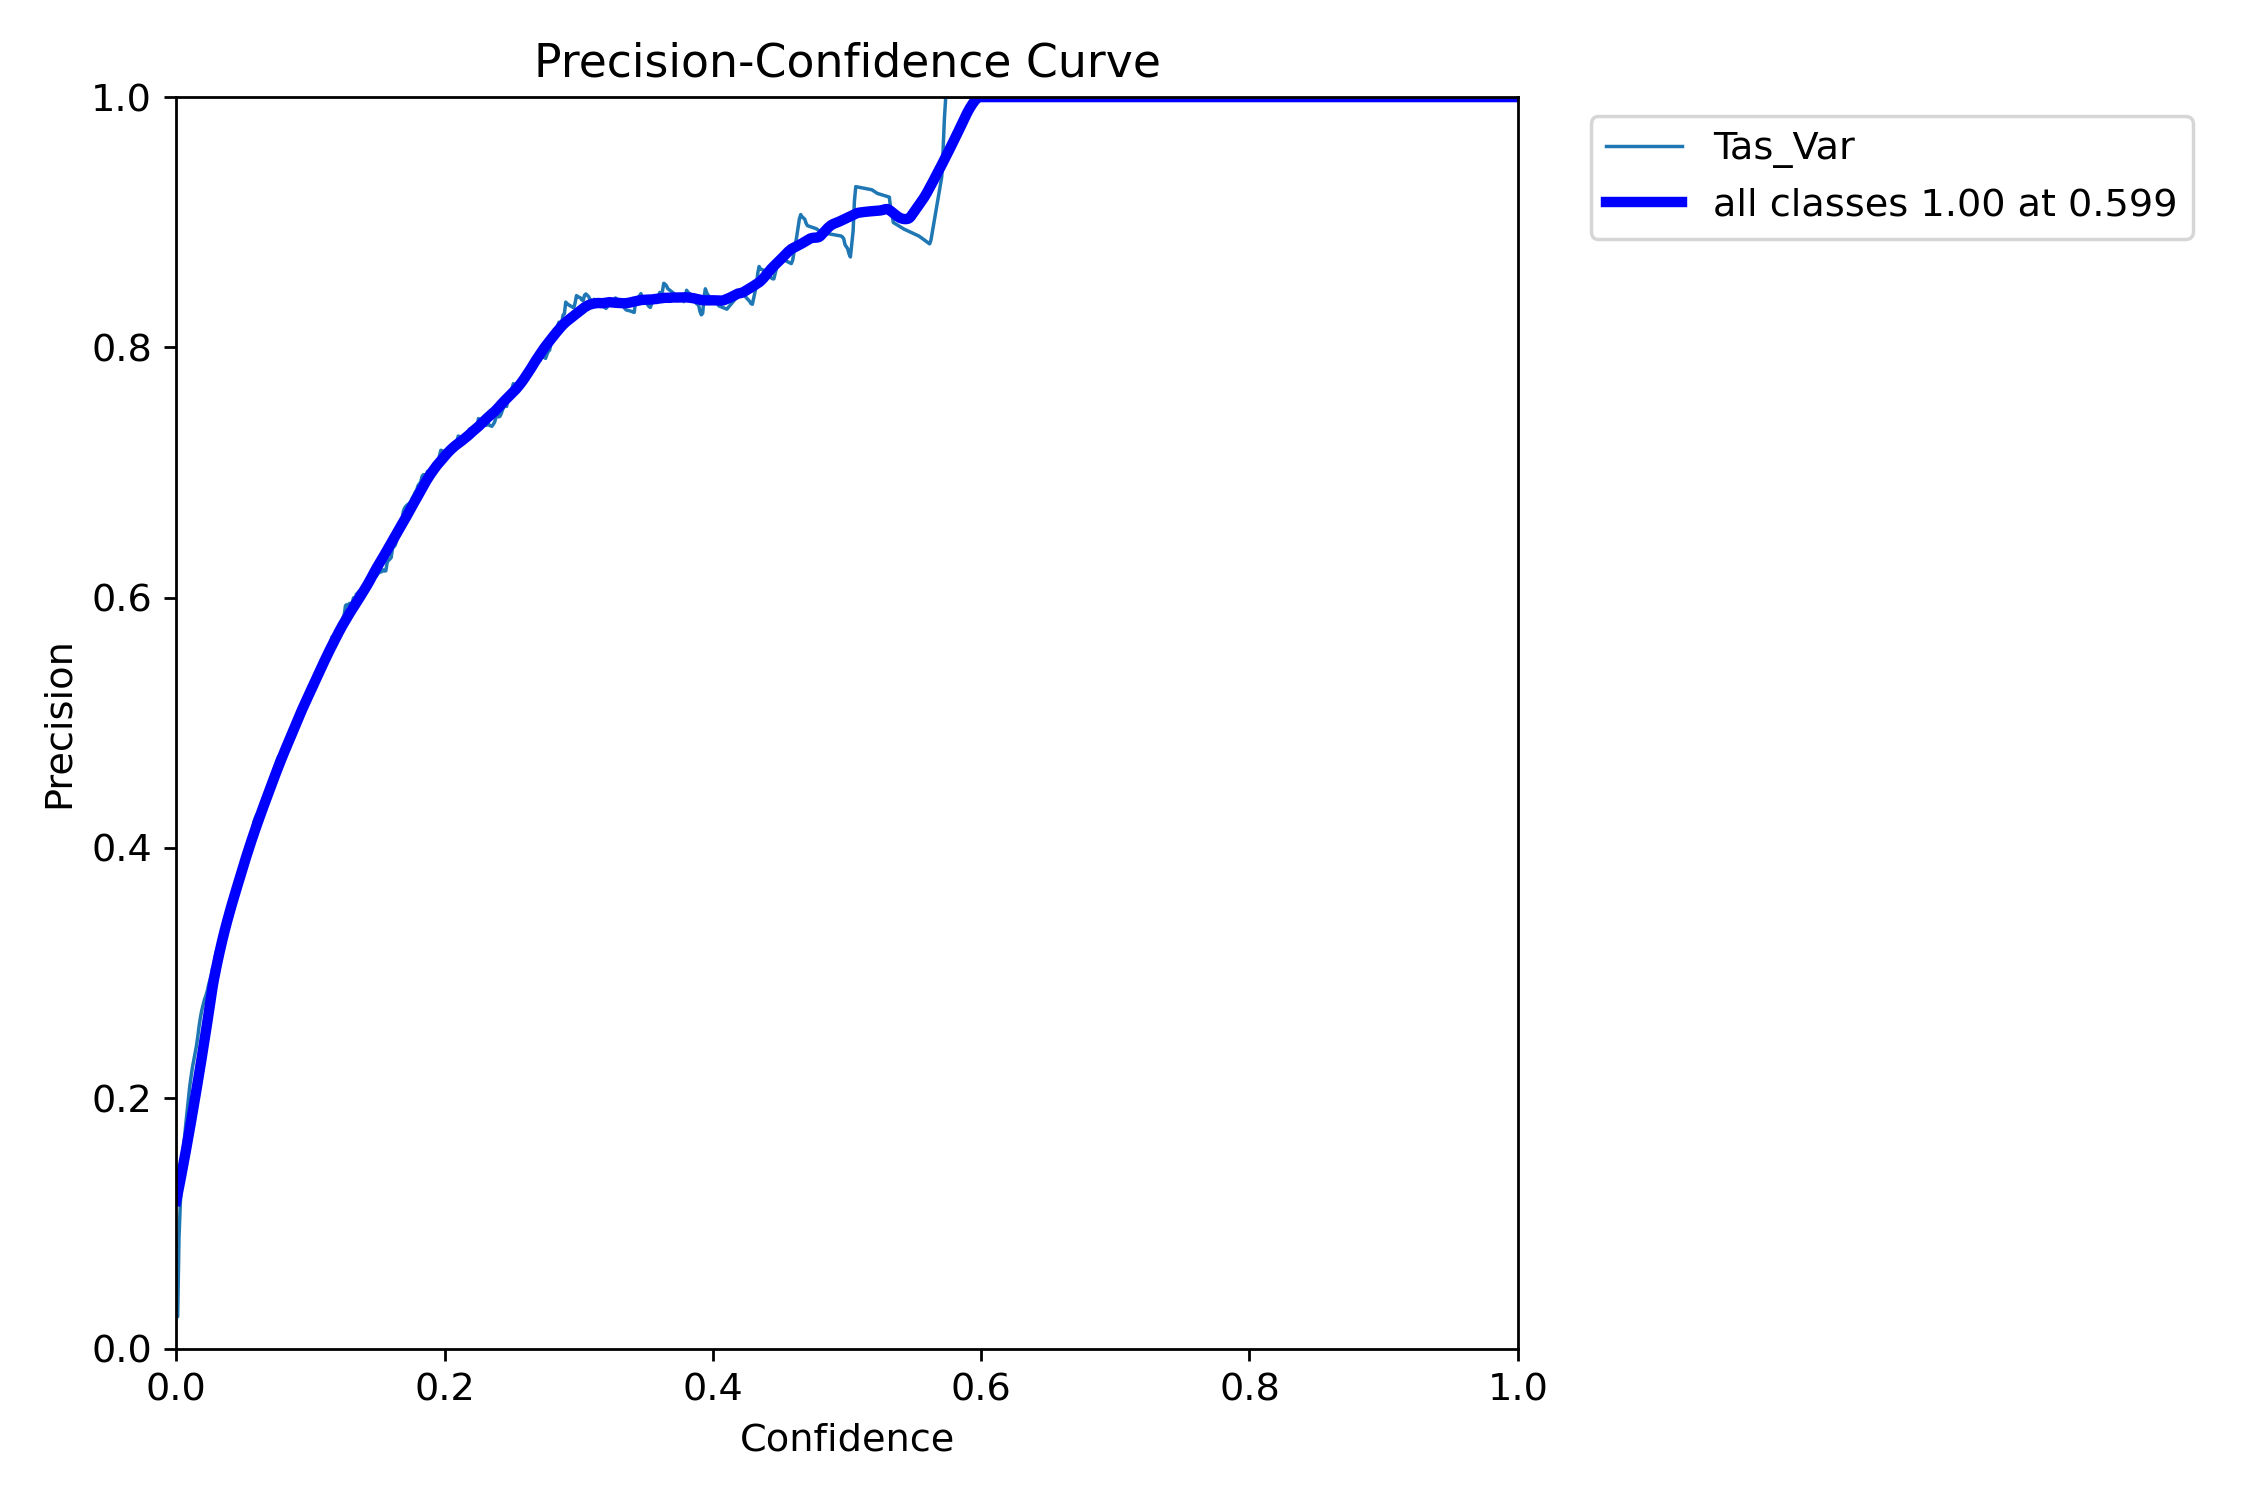 Precision-Confidence Curve
1.0
0.8
0.6
0.4
0.2
0.0
Precision
0.0 0.2 0.4 0.6 0.8 1.0
Confidence
Tas_Var
all classes 1.00 at 0.599